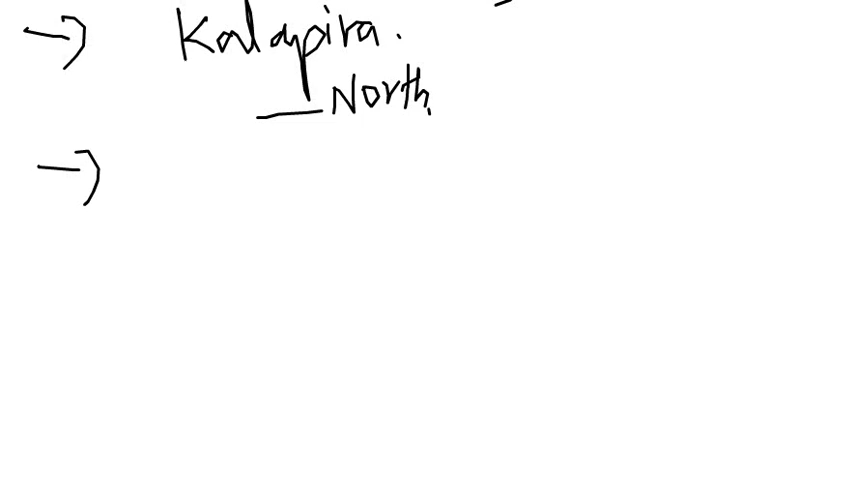 → Kalapira.
— North.
→